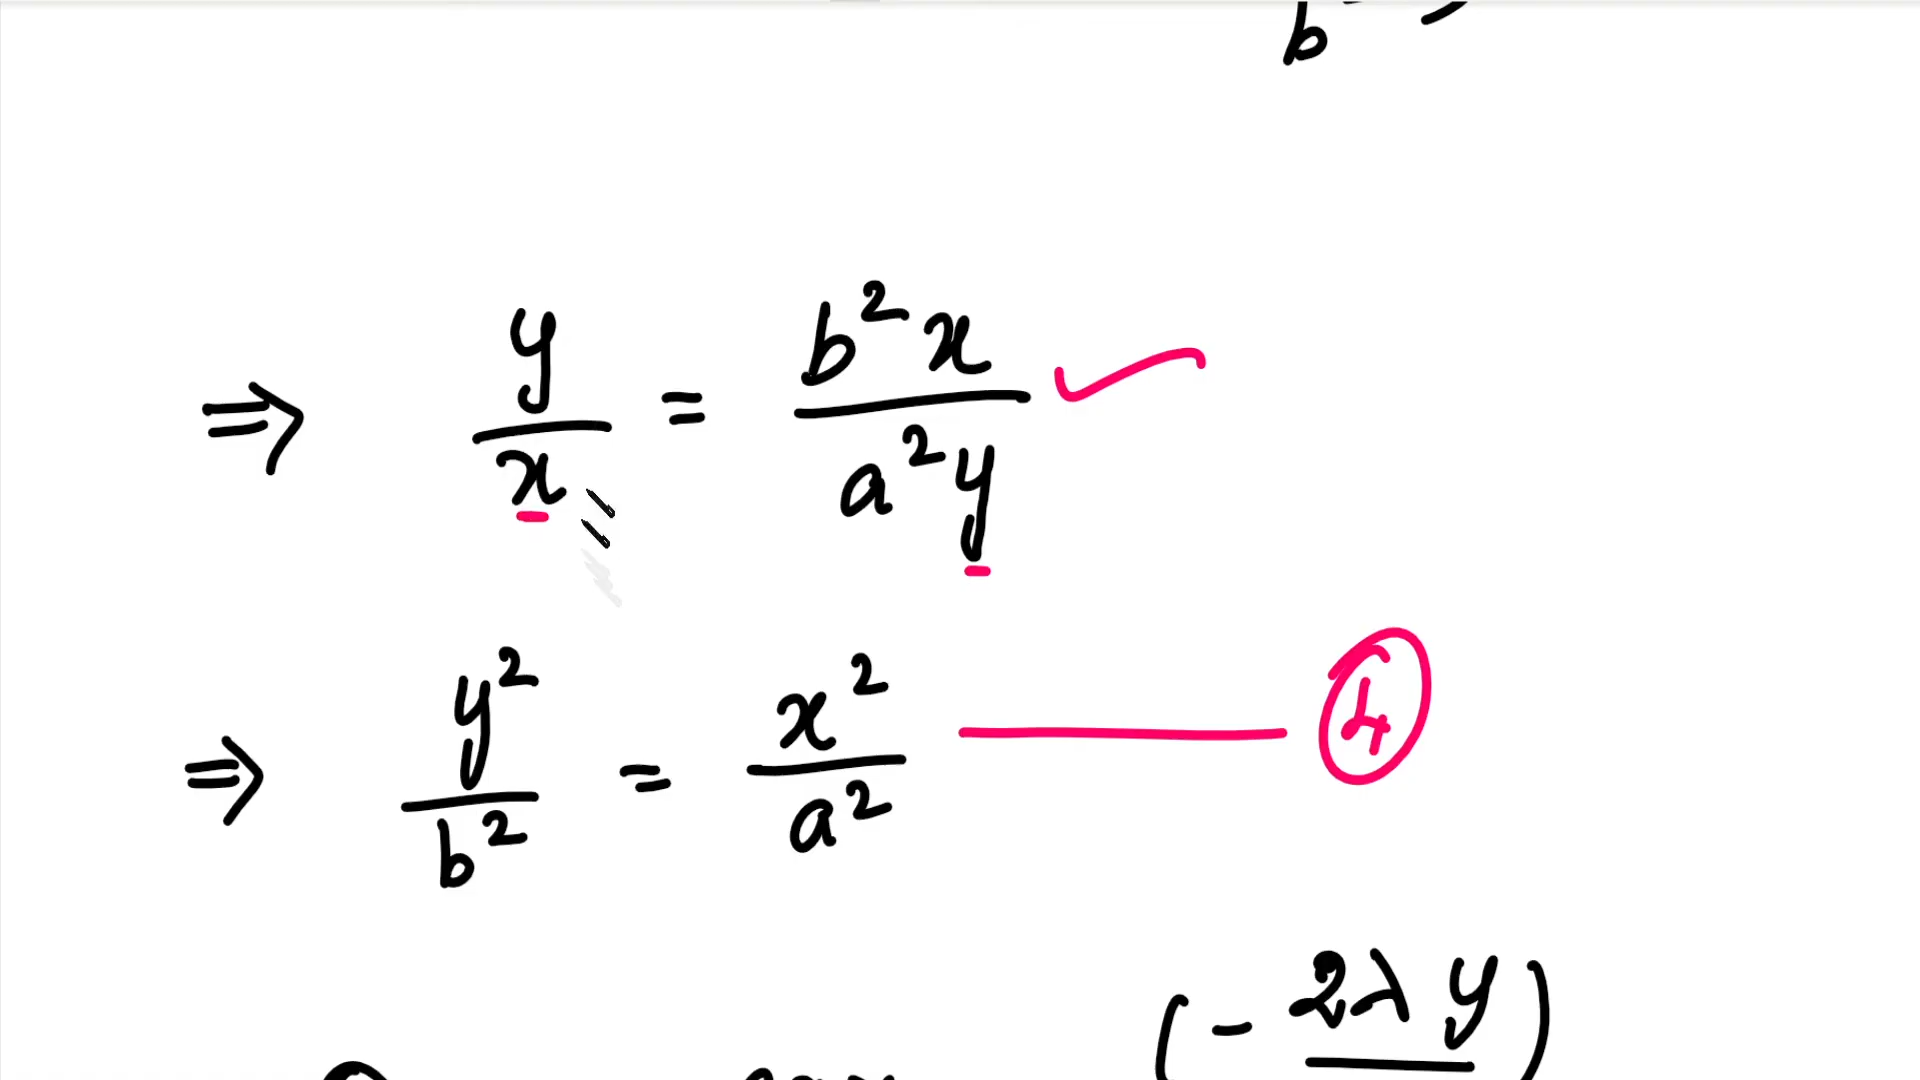 b
⇒ y/x = b²x / a²y ✓
⇒ y²/b² = x²/a² —— ④
(- 2λy )